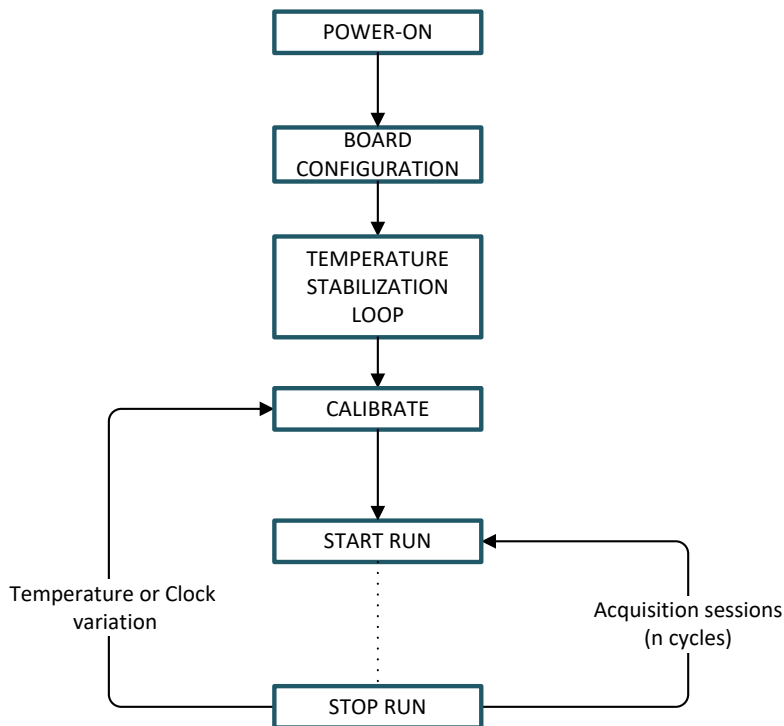 POWER-ON
BOARD
CONFIGURATION
TEMPERATURE
STABILIZATION
LOOP
CALIBRATE
START RUN
Temperature or Clock
variation
Acquisition sessions
(n cycles)
STOP RUN